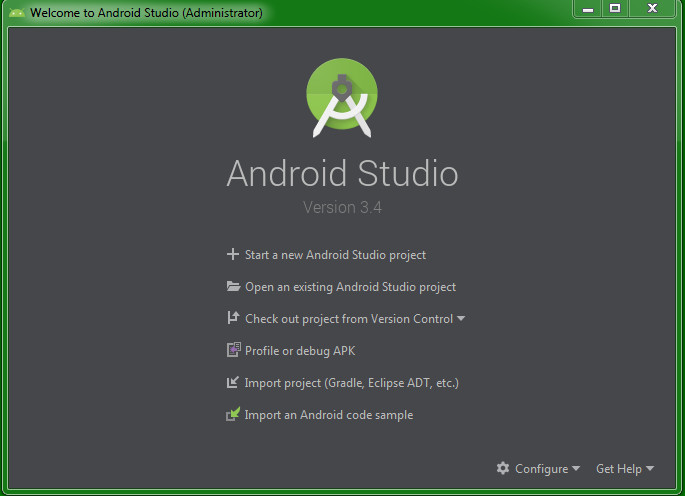 Welcome to Android Studio (Administrator)
Android Studio
Version 3.4
Start a new Android Studio project
Open an existing Android Studio project
Check out project from Version Control
Profile or debug APK
Import project (Gradle, Eclipse ADT, etc.)
Import an Android code sample
Configure Get Help